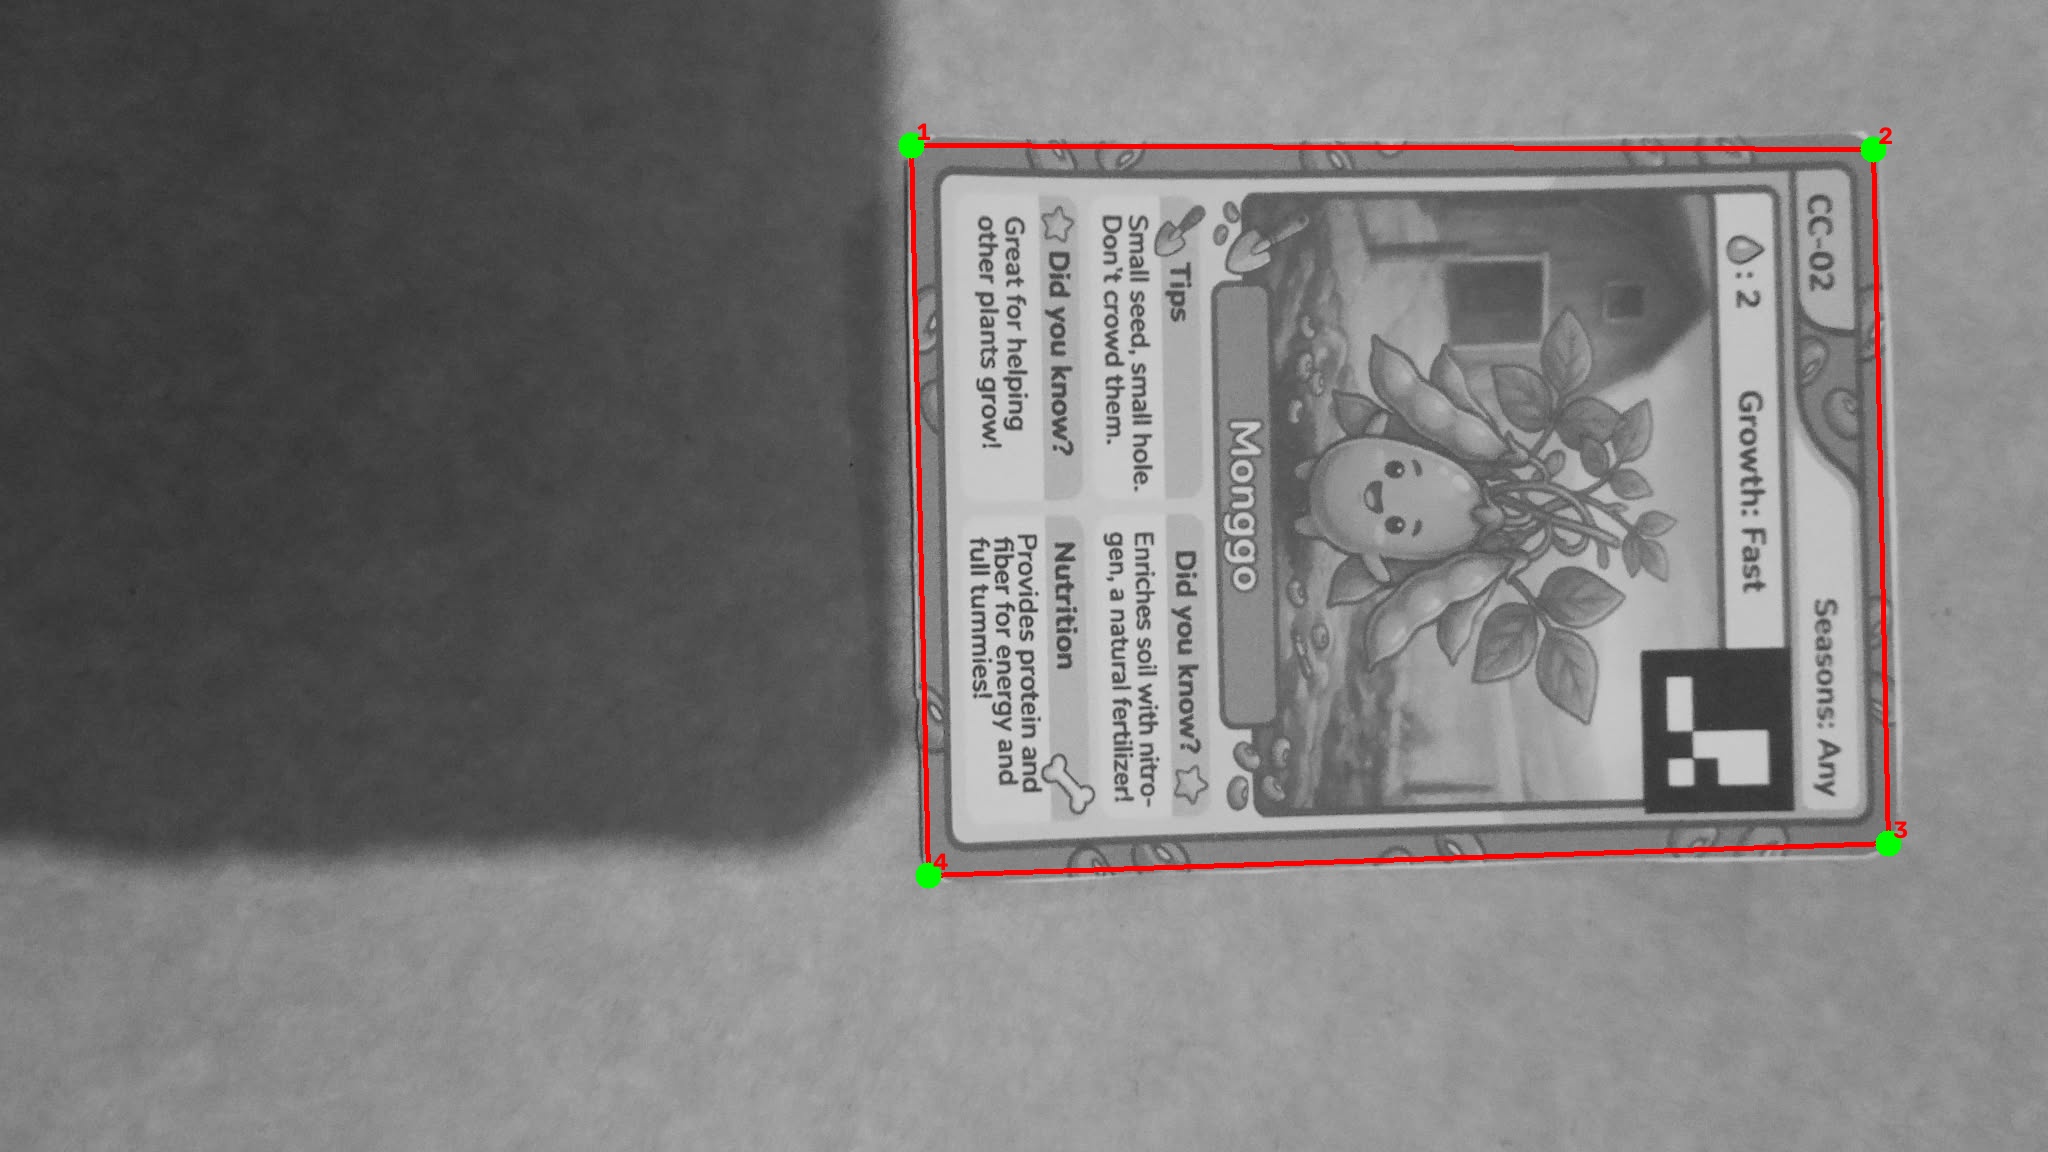 CC-02
Seasons: Any
: 2
Growth: Fast
Monggo
Tips
Small seed, small hole.
Don't crowd them.
Did you know?
Enriches soil with nitro-
gen, a natural fertilizer!
Did you know?
Great for helping
other plants grow!
Nutrition
Provides protein and
fiber for energy and
full tummies!
1
2
3
4